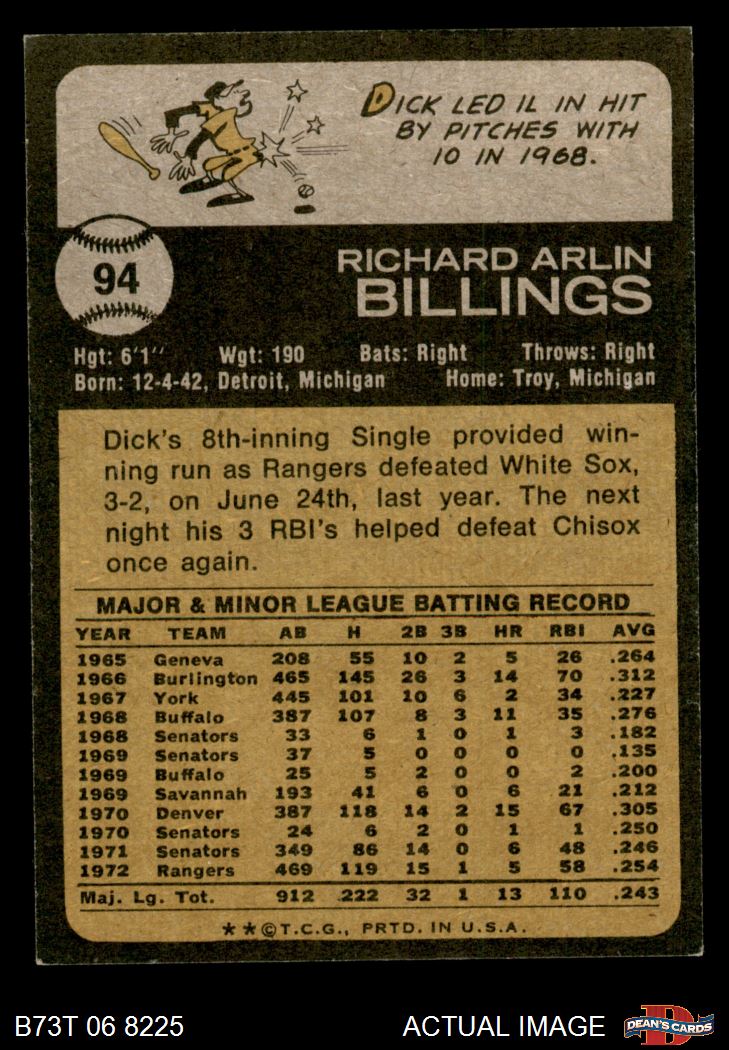 DICK LED IL IN HIT
BY PITCHES WITH
10 IN 1968.
94
RICHARD ARLIN
BILLINGS
Hgt: 6'1" Wgt: 190 Bats: Right Throws: Right
Born: 12-4-42, Detroit, Michigan Home: Troy, Michigan
Dick's 8th-inning Single provided win-
ning run as Rangers defeated White Sox,
3-2, on June 24th, last year. The next
night his 3 RBI's helped defeat Chisox
once again.
MAJOR & MINOR LEAGUE BATTING RECORD
YEAR TEAM AB H 2B 3B HR RBI AVG
1965 Geneva 208 55 10 2 5 26 .264
1966 Burlington 465 145 26 3 14 70 .312
1967 York 445 101 10 6 2 34 .227
1968 Buffalo 387 107 8 3 11 35 .276
1968 Senators 33 6 1 0 1 3 .182
1969 Senators 37 5 0 0 0 0 .135
1969 Buffalo 25 5 2 0 0 2 .200
1969 Savannah 193 41 6 0 6 21 .212
1970 Denver 387 118 14 2 15 67 .305
1970 Senators 24 6 2 0 1 1 .250
1971 Senators 349 86 14 0 6 48 .246
1972 Rangers 469 119 15 1 5 58 .254
Maj. Lg. Tot. 912 222 32 1 13 110 .243
★★©T.C.G., PRTD. IN U.S.A.
B73T 06 8225 ACTUAL IMAGE
D
DEAN'S CARDS